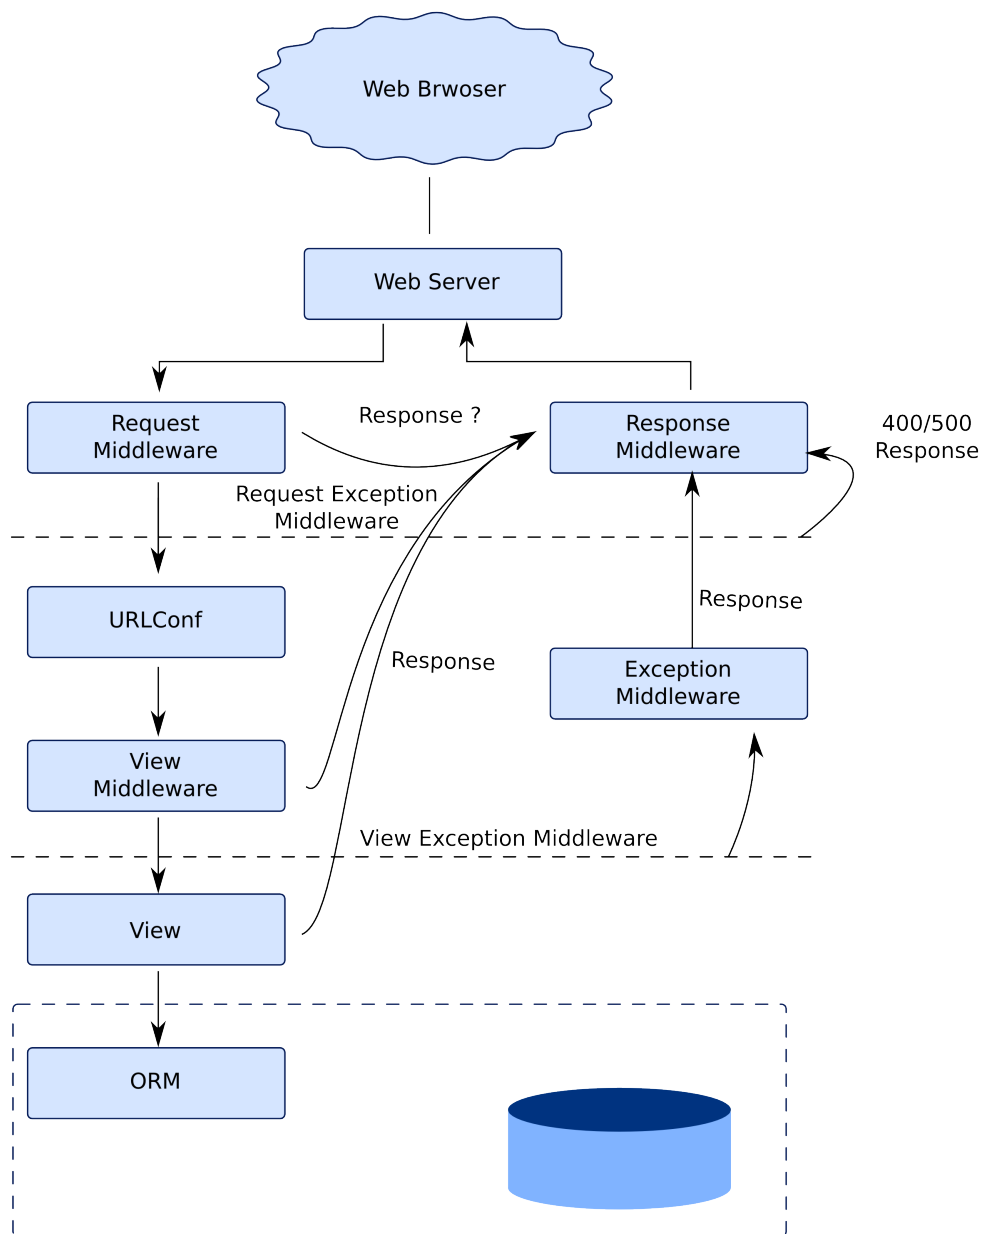 Web Brwoser
Web Server
Request
Middleware
Response ?
Response
Middleware
400/500
Response
Request Exception
Middleware
URLConf
Response
Response
Exception
Middleware
View
Middleware
View Exception Middleware
View
ORM